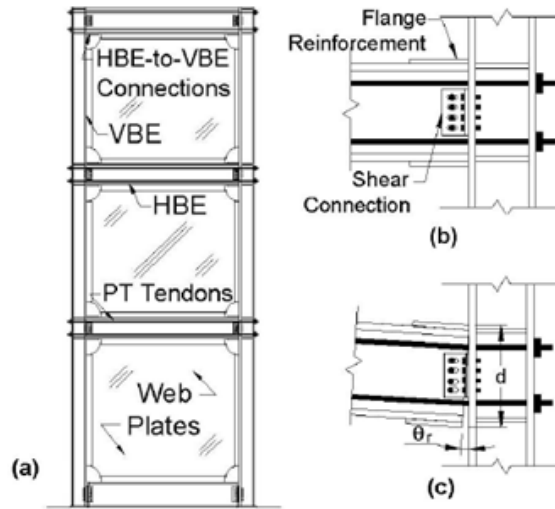 HBE-to-VBE
Connections
VBE
HBE
PT Tendons
Web
Plates
(a)
Flange
Reinforcement
Shear
Connection
(b)
d
θr
(c)